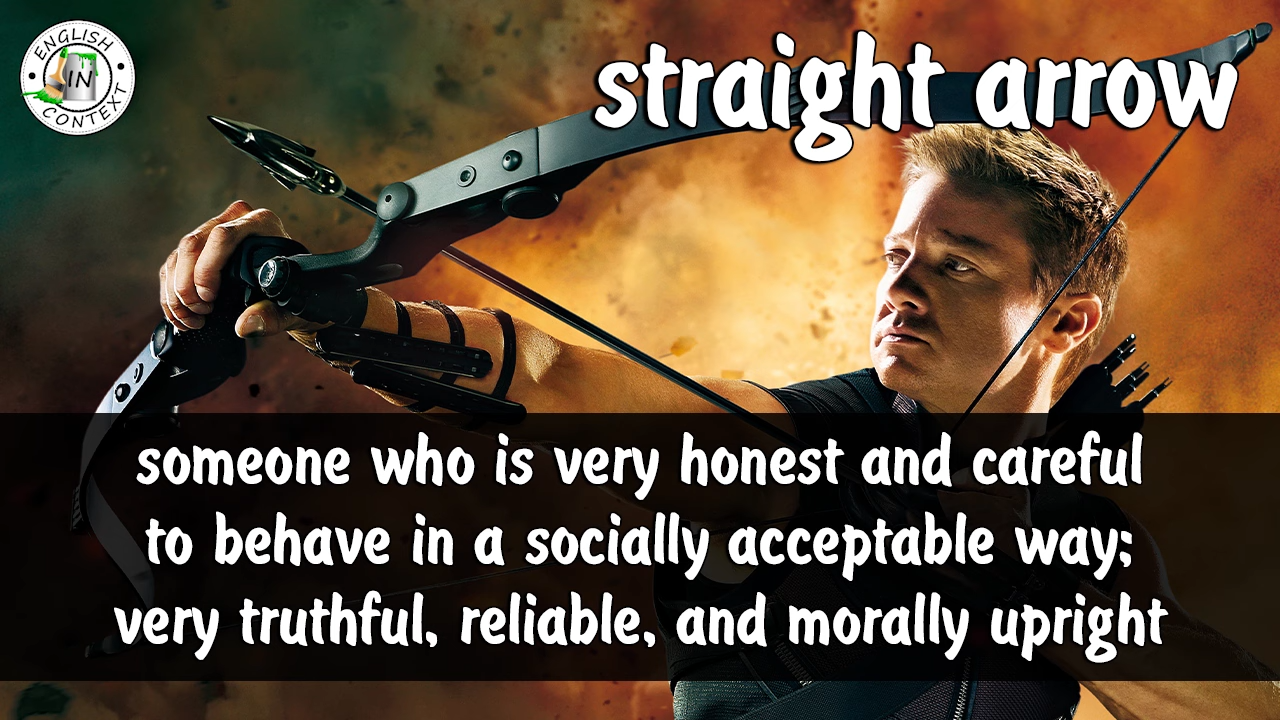 ENGLISH
IN
CONTEXT
straight arrow
someone who is very honest and careful
to behave in a socially acceptable way;
very truthful, reliable, and morally upright